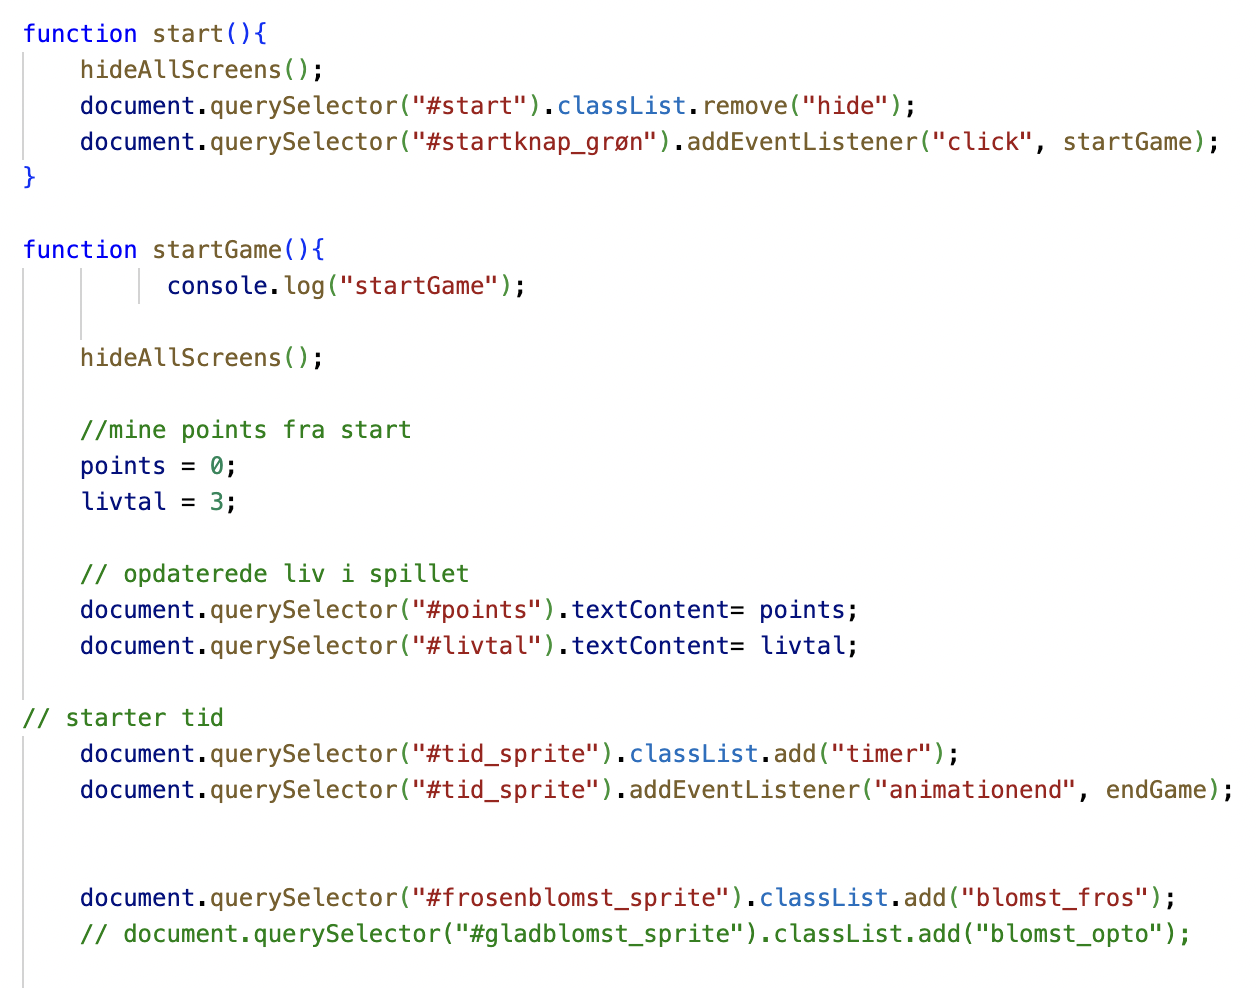 function start(){
    hideAllScreens();
    document.querySelector("#start").classList.remove("hide");
    document.querySelector("#startknap_grøn").addEventListener("click", startGame);
}

function startGame(){
          console.log("startGame");

    hideAllScreens();

    //mine points fra start
    points = 0;
    livtal = 3;

    // opdaterede liv i spillet
    document.querySelector("#points").textContent= points;
    document.querySelector("#livtal").textContent= livtal;

// starter tid
    document.querySelector("#tid_sprite").classList.add("timer");
    document.querySelector("#tid_sprite").addEventListener("animationend", endGame);


    document.querySelector("#frosenblomst_sprite").classList.add("blomst_fros");
    // document.querySelector("#gladblomst_sprite").classList.add("blomst_opto");